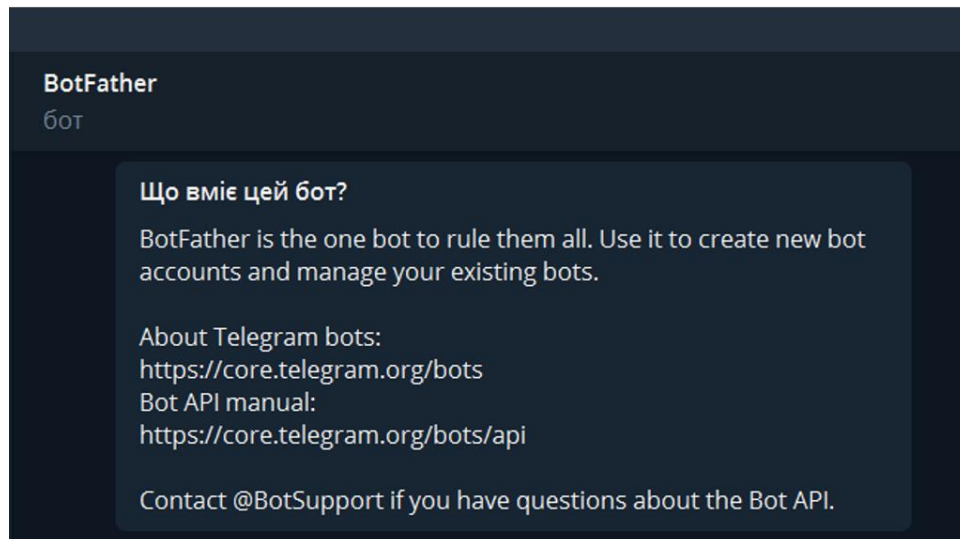 BotFather
бот
Що вміє цей бот?
BotFather is the one bot to rule them all. Use it to create new bot
accounts and manage your existing bots.
About Telegram bots:
https://core.telegram.org/bots
Bot API manual:
https://core.telegram.org/bots/api
Contact @BotSupport if you have questions about the Bot API.